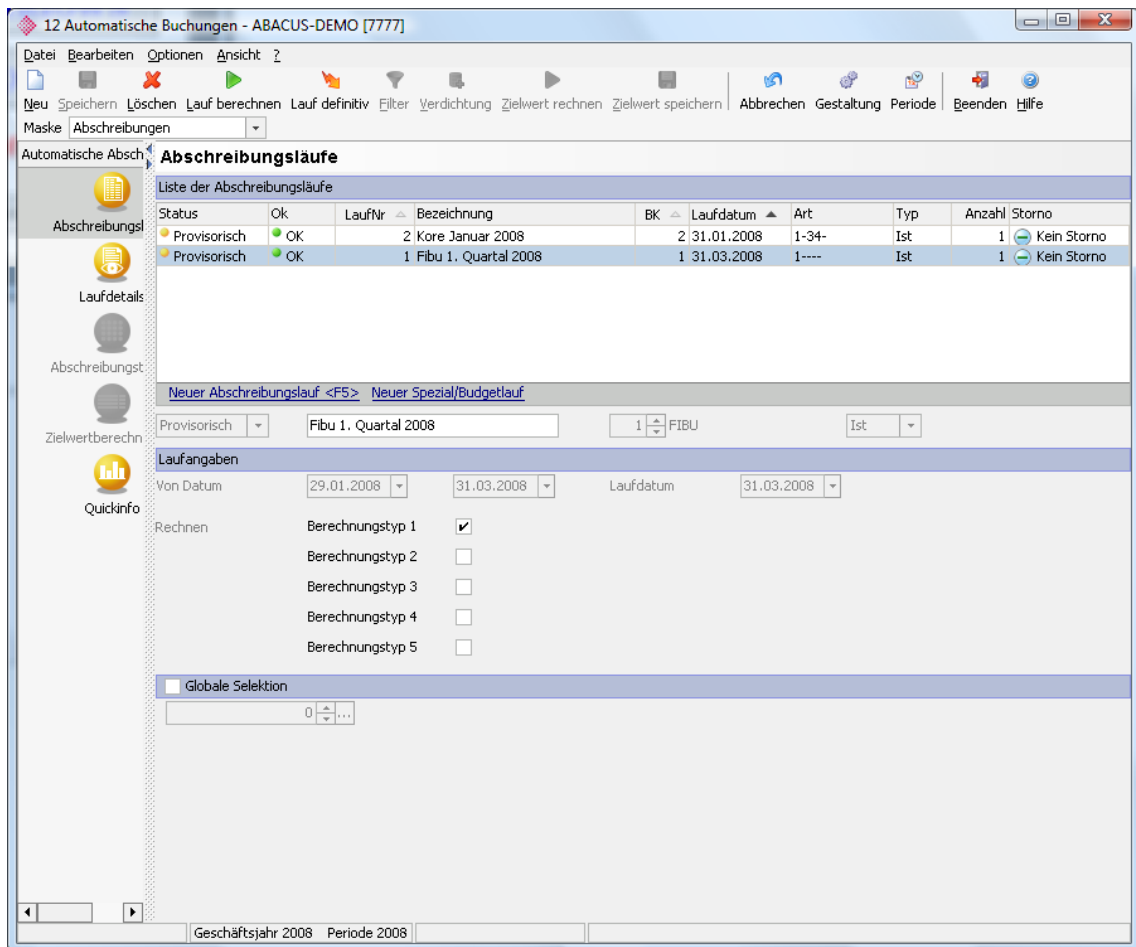 12 Automatische Buchungen - ABACUS-DEMO [7777]
Datei Bearbeiten Optionen Ansicht ?
Neu Speichern Löschen Lauf berechnen Lauf definitiv Filter Verdichtung Zielwert rechnen Zielwert speichern Abbrechen Gestaltung Periode Beenden Hilfe
Maske Abschreibungen
Automatische Absch
Abschreibungsl
Laufdetails
Abschreibungst
Zielwertberechn
Quickinfo
Abschreibungsläufe
Liste der Abschreibungsläufe
Status Ok LaufNr Bezeichnung BK Laufdatum Art Typ Anzahl Storno
Provisorisch OK 2 Kore Januar 2008 2 31.01.2008 1-34- Ist 1 Kein Storno
Provisorisch OK 1 Fibu 1. Quartal 2008 1 31.03.2008 1---- Ist 1 Kein Storno
Neuer Abschreibungslauf <F5> Neuer Spezial/Budgetlauf
Provisorisch Fibu 1. Quartal 2008 1 FIBU Ist
Laufangaben
Von Datum 29.01.2008 31.03.2008 Laufdatum 31.03.2008
Rechnen Berechnungstyp 1
Berechnungstyp 2
Berechnungstyp 3
Berechnungstyp 4
Berechnungstyp 5
Globale Selektion
0 ...
Geschäftsjahr 2008 Periode 2008